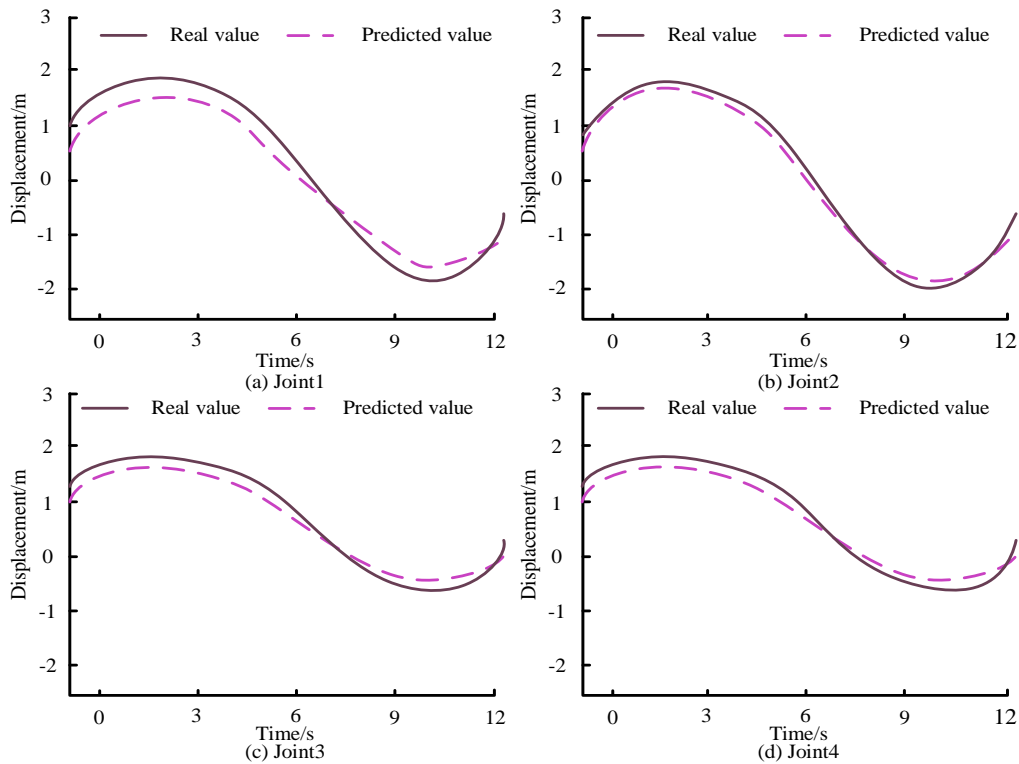 3
Real value Predicted value
2
1
0
-1
-2
Displacement/m
0 3 6 9 12
Time/s
(a) Joint1
3
Real value Predicted value
2
1
0
-1
-2
Displacement/m
0 3 6 9 12
Time/s
(b) Joint2
3
Real value Predicted value
2
1
0
-1
-2
Displacement/m
0 3 6 9 12
Time/s
(c) Joint3
3
Real value Predicted value
2
1
0
-1
-2
Displacement/m
0 3 6 9 12
Time/s
(d) Joint4